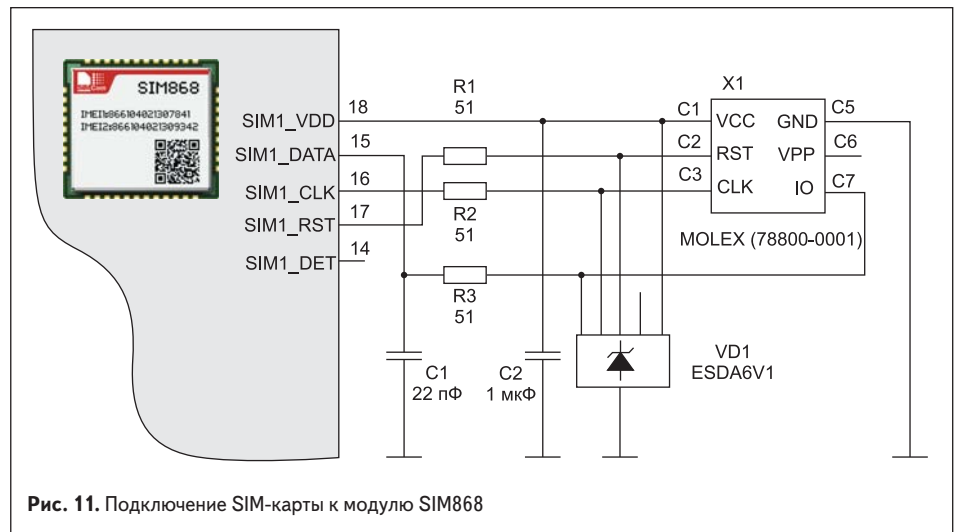 SIM868
IMEI1:866104021307841
IMEI2:866104021309342
SIM1_VDD
18
SIM1_DATA
15
SIM1_CLK
16
SIM1_RST
17
SIM1_DET
14
R1
51
R2
51
R3
51
C1
22 пФ
C2
1 мкФ
X1
C1
VCC
GND
C5
C2
RST
VPP
C6
C3
CLK
IO
C7
MOLEX (78800-0001)
VD1
ESDA6V1
Рис. 11. Подключение SIM-карты к модулю SIM868